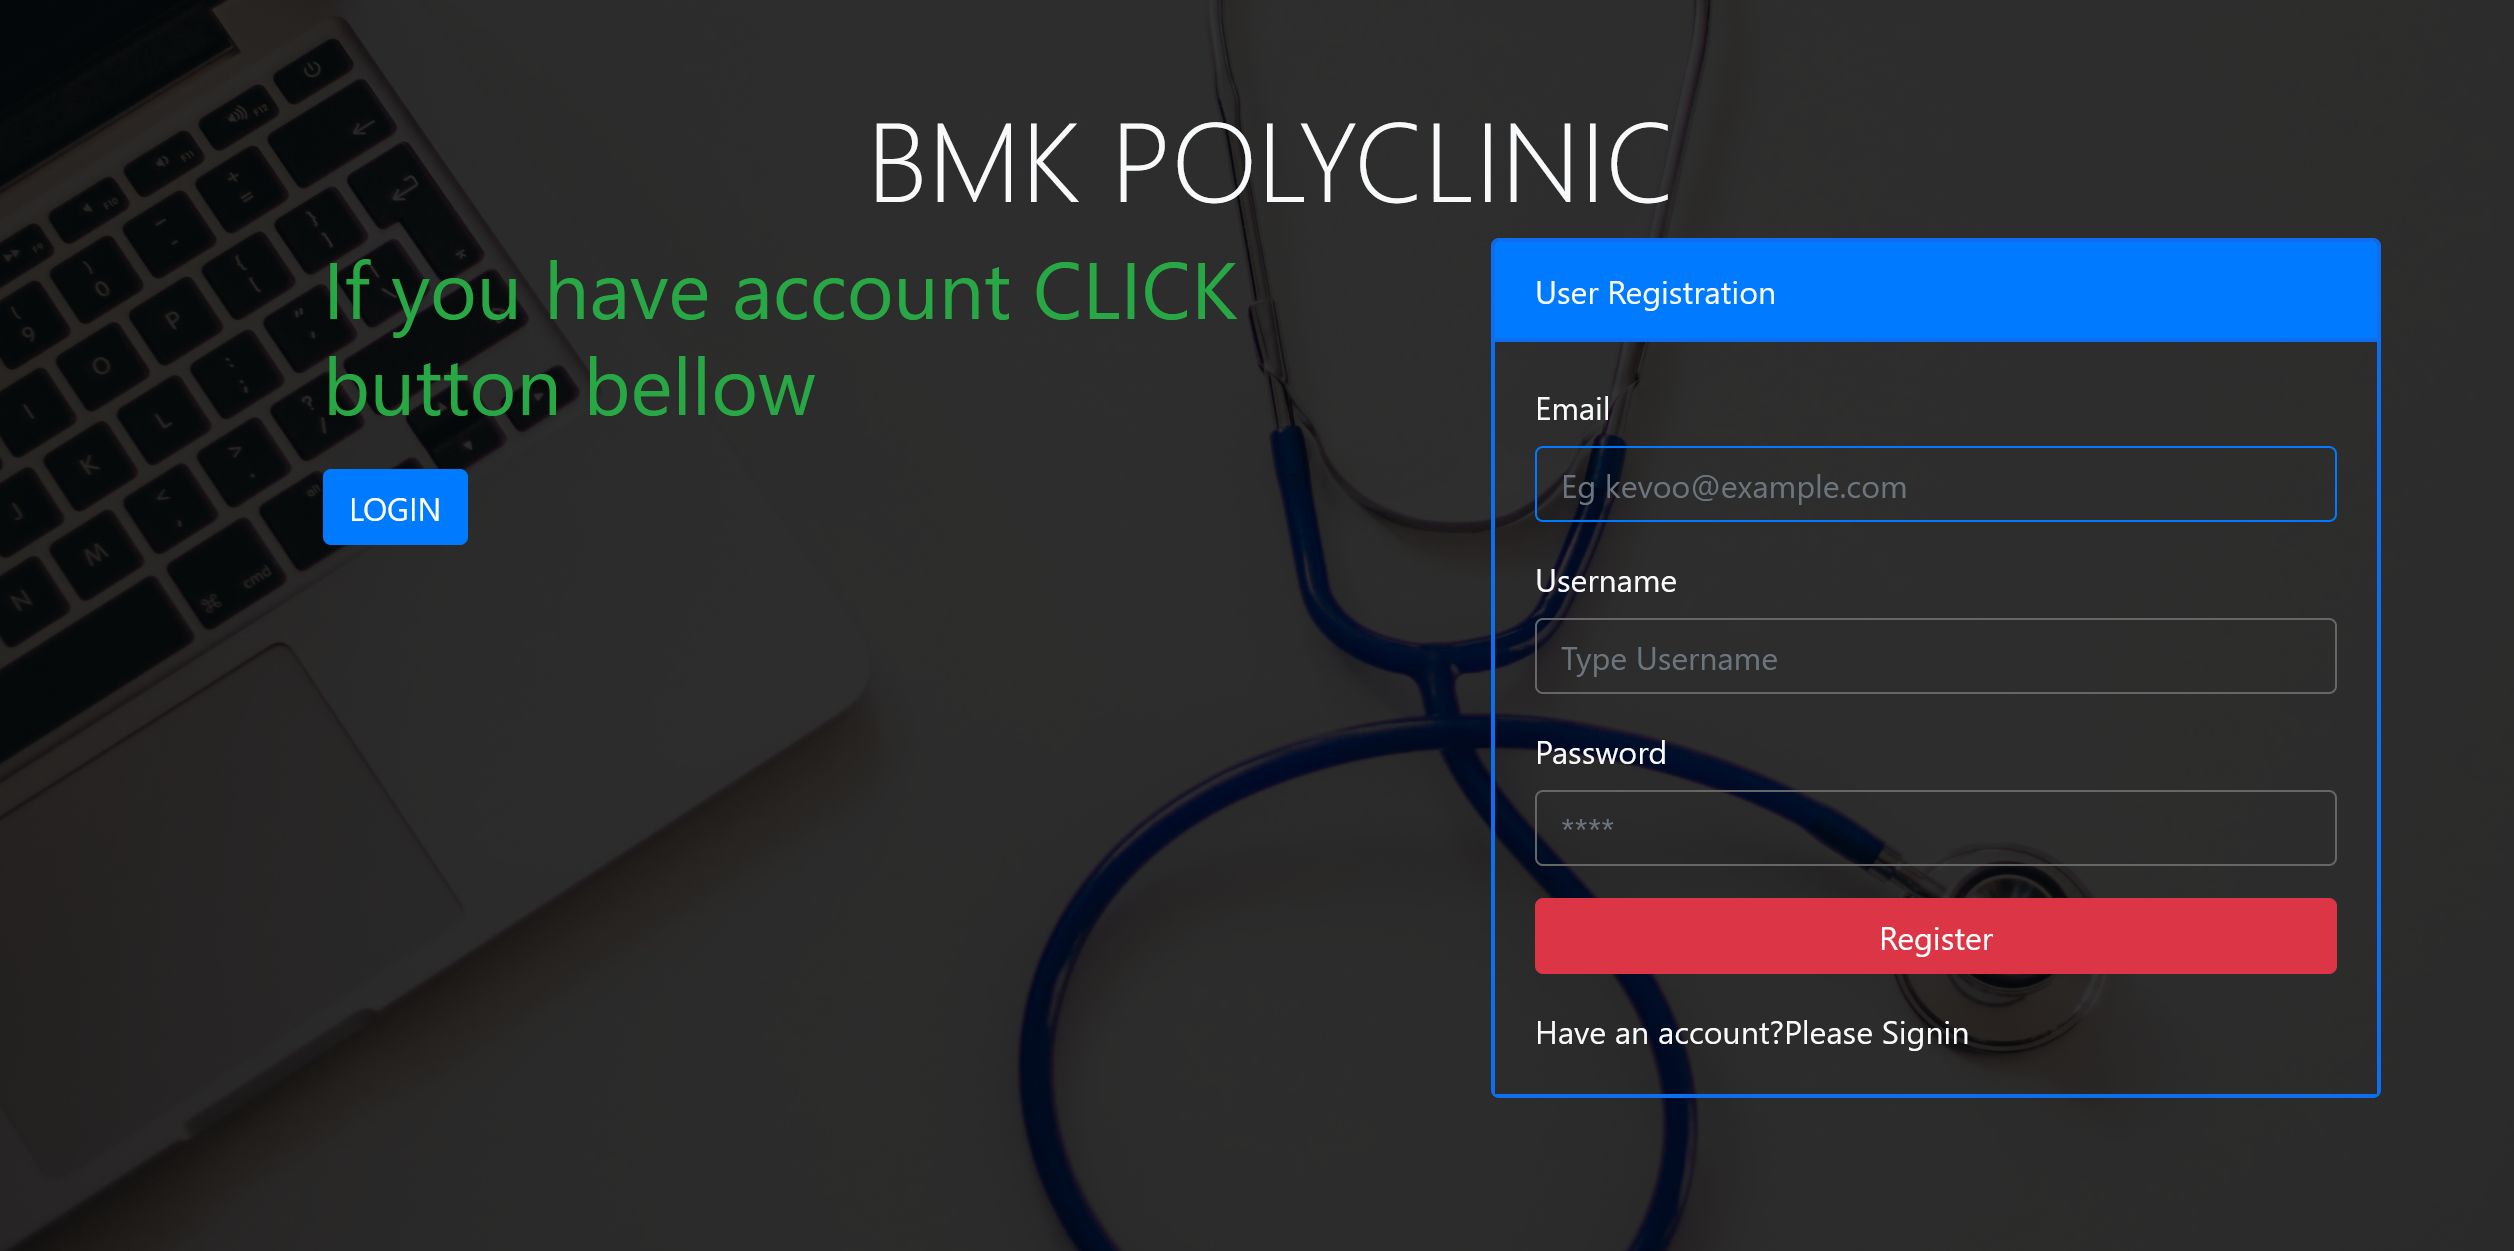 BMK POLYCLINIC
If you have account CLICK
button bellow
LOGIN
User Registration
Email
Eg kevoo@example.com
Username
Type Username
Password
****
Register
Have an account?Please Signin